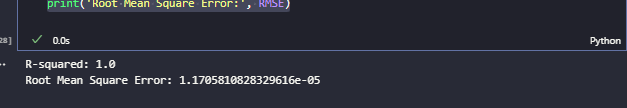 print('Root Mean Square Error:', RMSE)
28]
0.0s
Python
R-squared: 1.0
Root Mean Square Error: 1.1705810828329616e-05